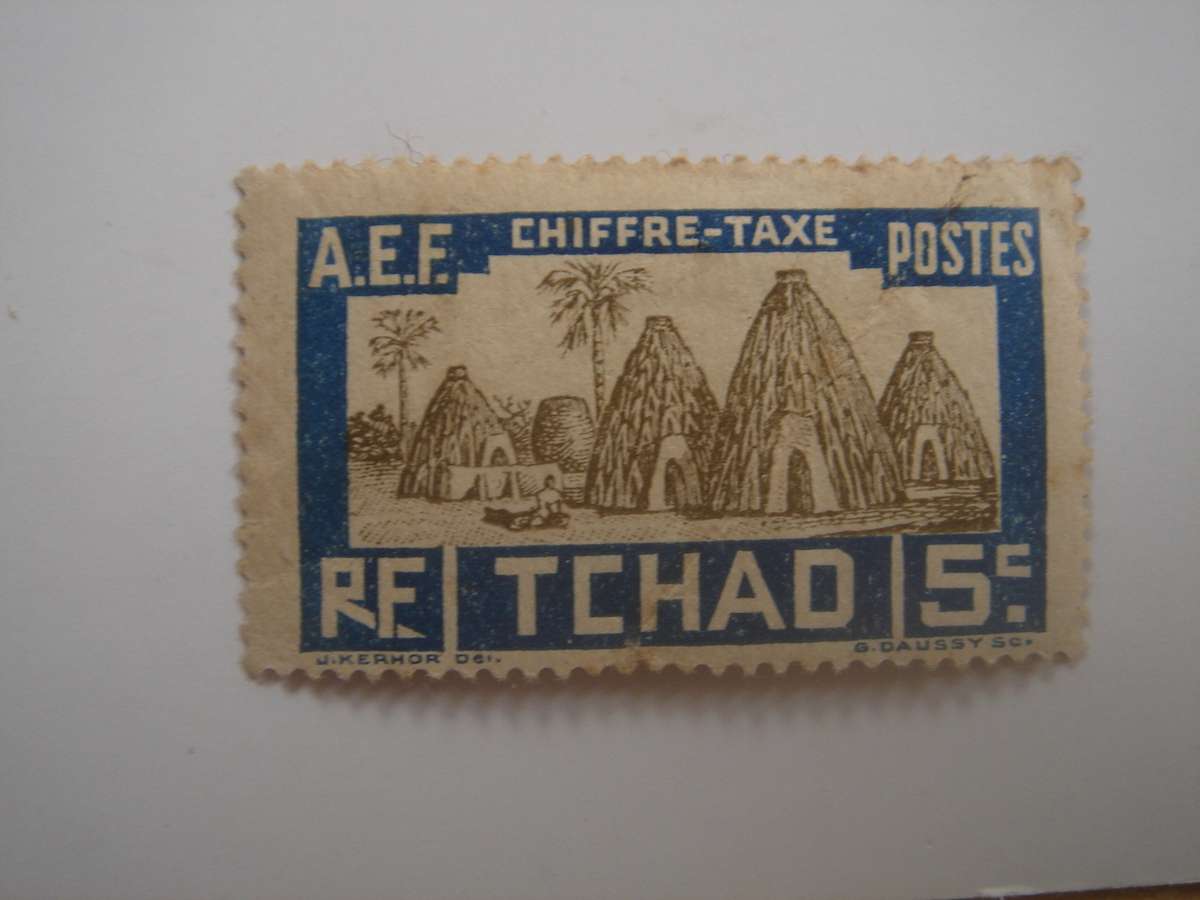 A.E.F. CHIFFRE-TAXE POSTES
RF. TCHAD 5c.
J.KERHOR Del. G.DAUSSY Sc.